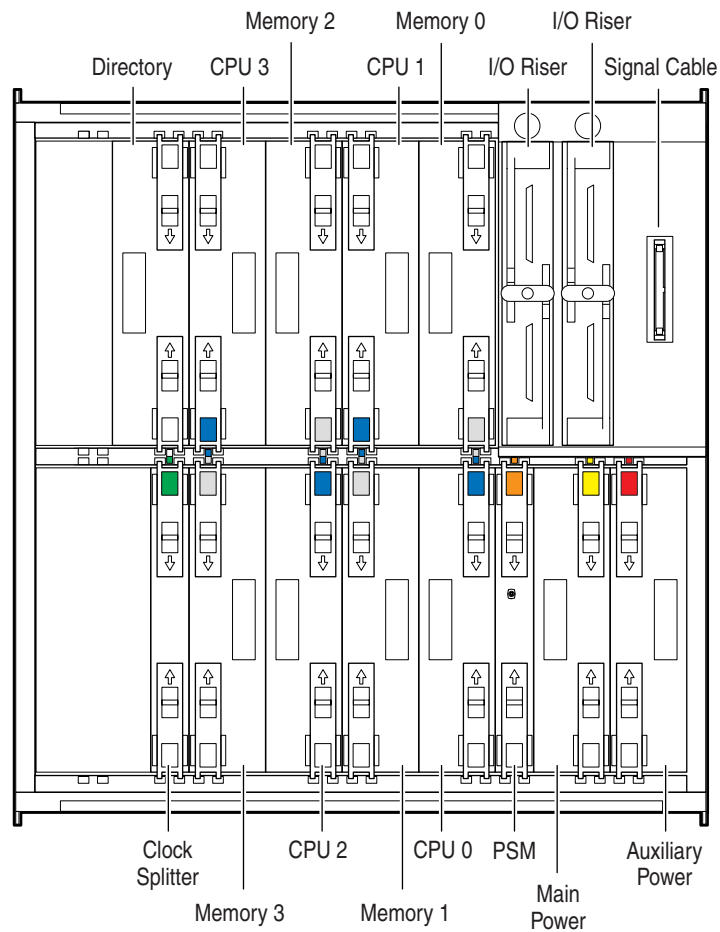 Memory 2
Memory 0
I/O Riser
Directory
CPU 3
CPU 1
I/O Riser
Signal Cable
Clock
Splitter
CPU 2
CPU 0
PSM
Auxiliary
Power
Memory 3
Memory 1
Main
Power